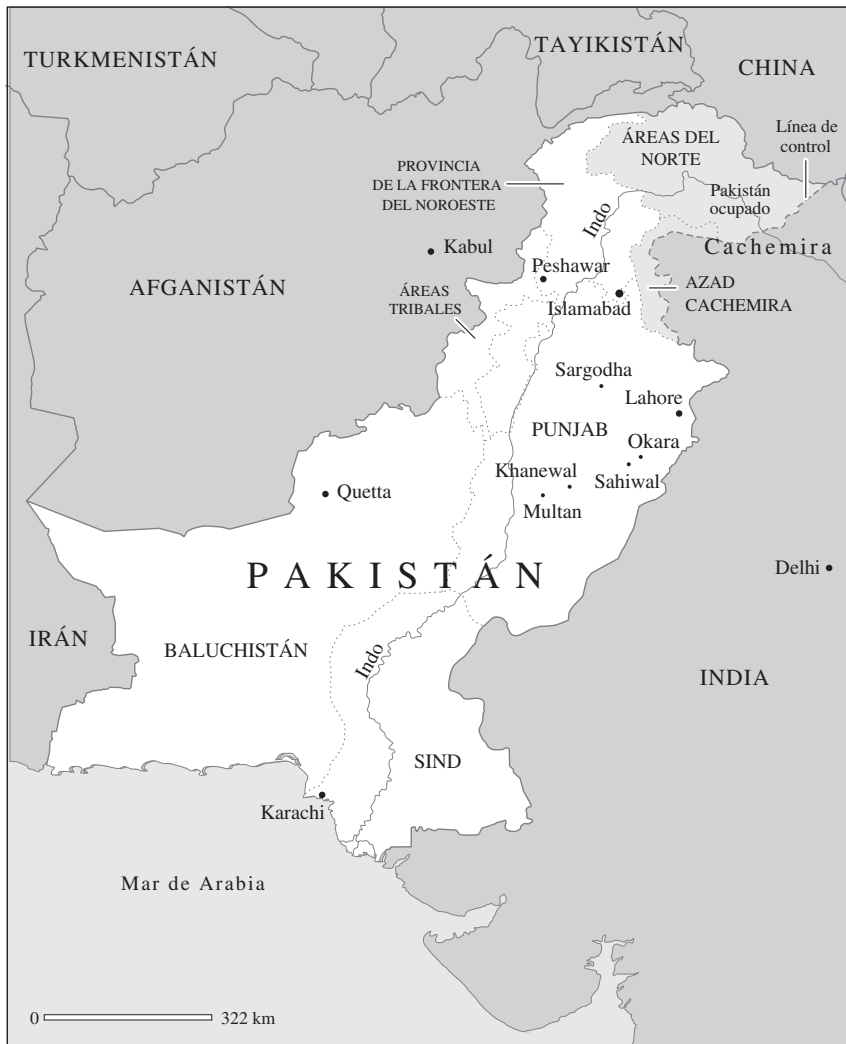 TURKMENISTÁN
TAYIKISTÁN
CHINA
ÁREAS DEL
NORTE
Línea de
control
PROVINCIA
DE LA FRONTERA
DEL NOROESTE
Pakistán
ocupado
Indo
Kabul
Cachemira
Peshawar
AFGANISTÁN
ÁREAS
TRIBALES
Islamabad
AZAD
CACHEMIRA
Sargodha
Lahore
PUNJAB
Okara
Khanewal
Sahiwal
Quetta
Multan
PAKISTÁN
Delhi
IRÁN
BALUCHISTÁN
Indo
INDIA
SIND
Karachi
Mar de Arabia
0
322 km